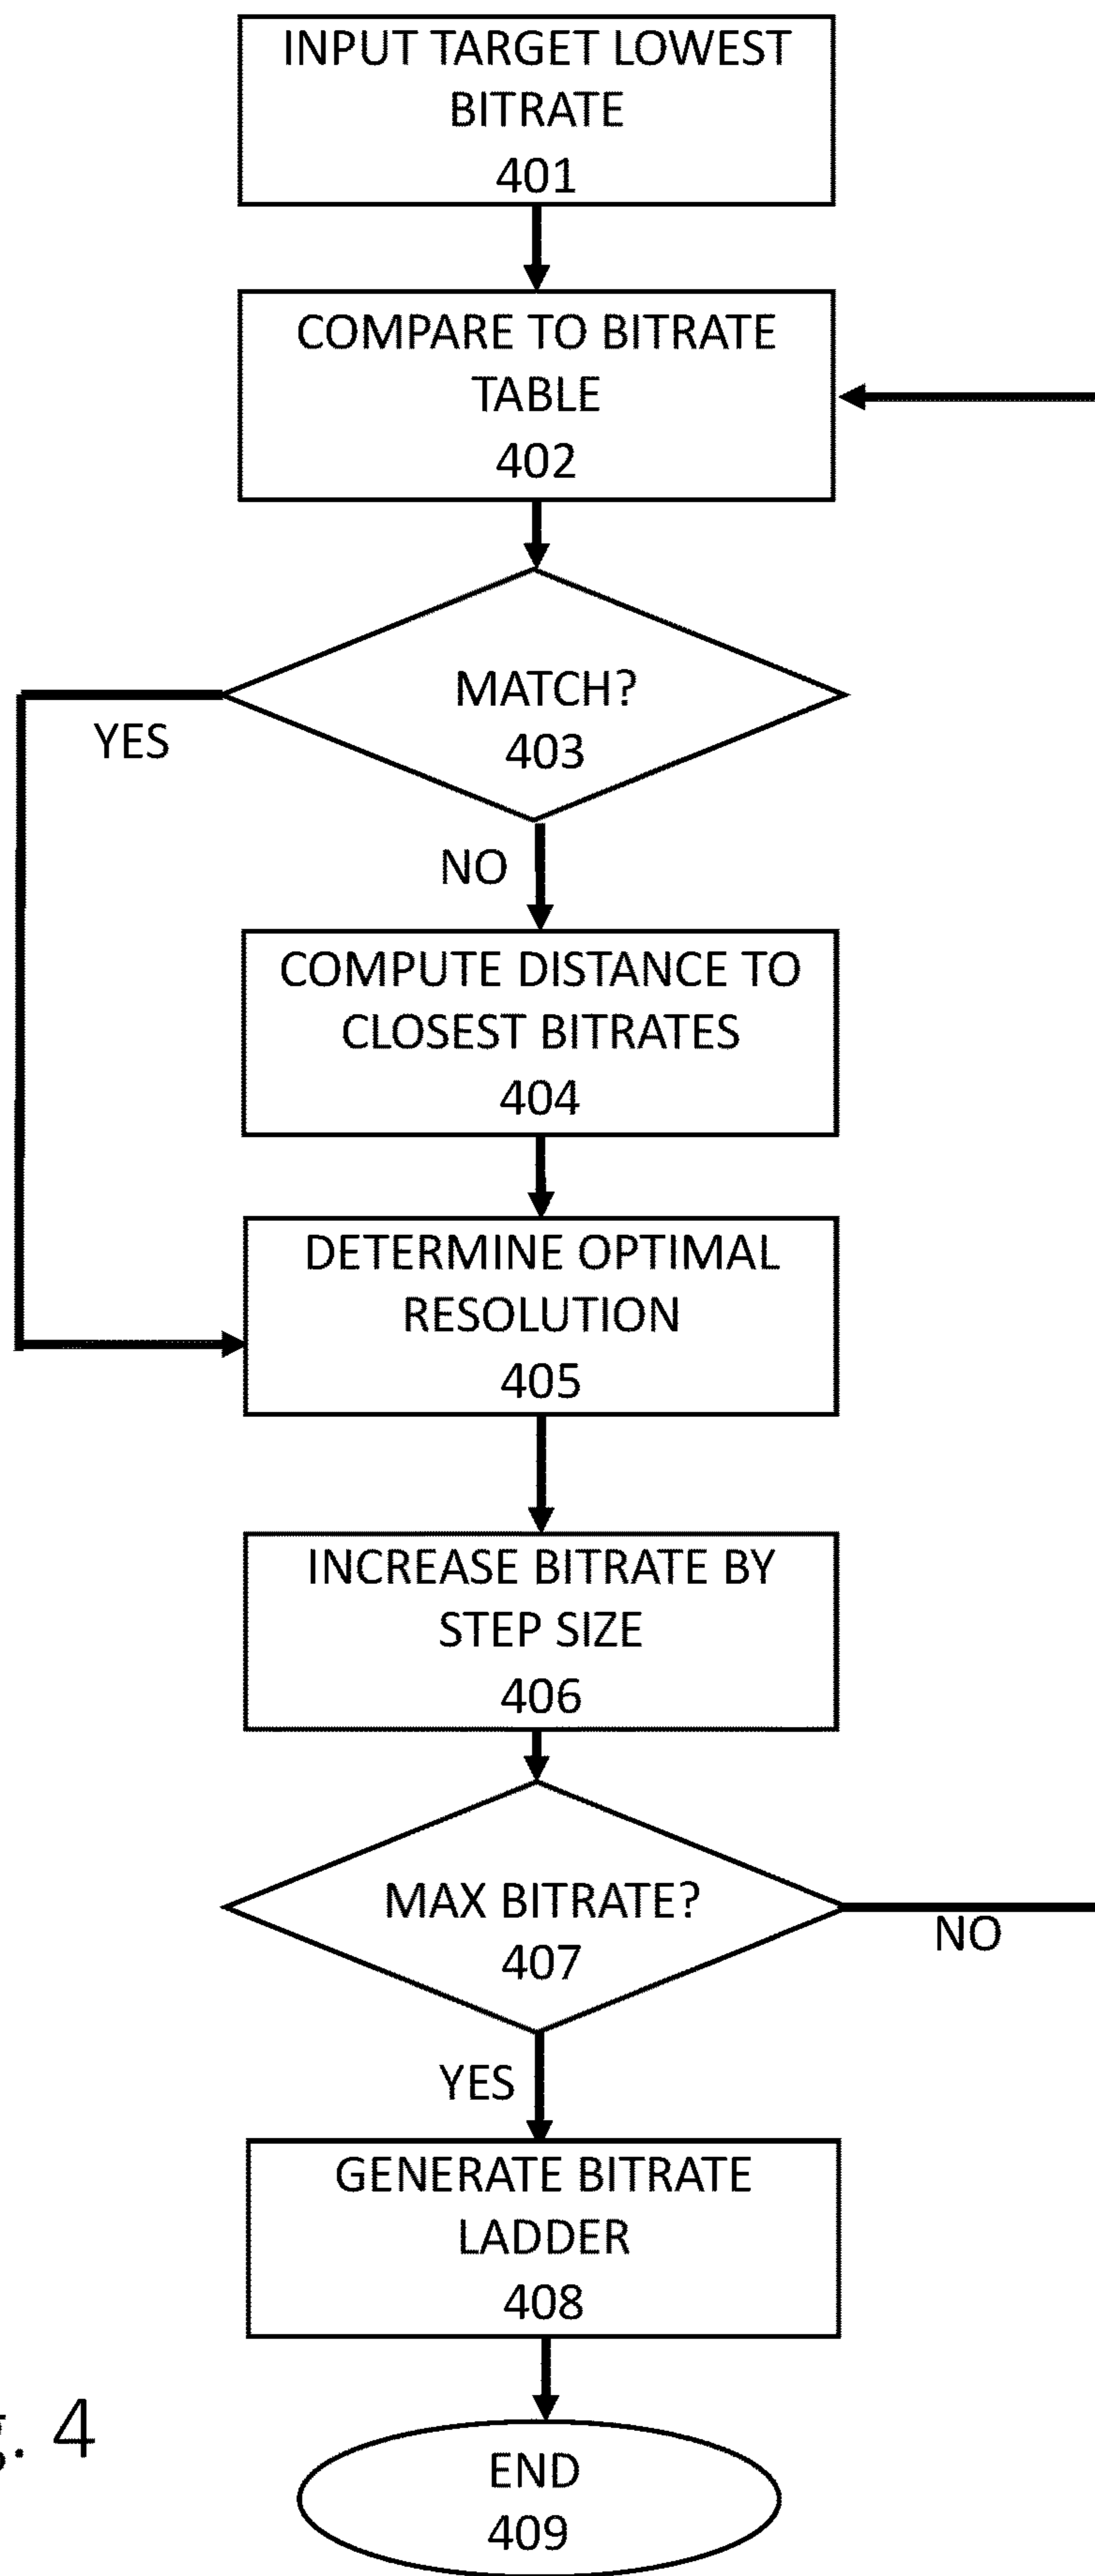 INPUT TARGET LOWEST
BITRATE
401
COMPARE TO BITRATE
TABLE
402
MATCH?
403
YES
NO
COMPUTE DISTANCE TO
CLOSEST BITRATES
404
DETERMINE OPTIMAL
RESOLUTION
405
INCREASE BITRATE BY
STEP SIZE
406
MAX BITRATE?
407
NO
YES
GENERATE BITRATE
LADDER
408
g. 4
END
409